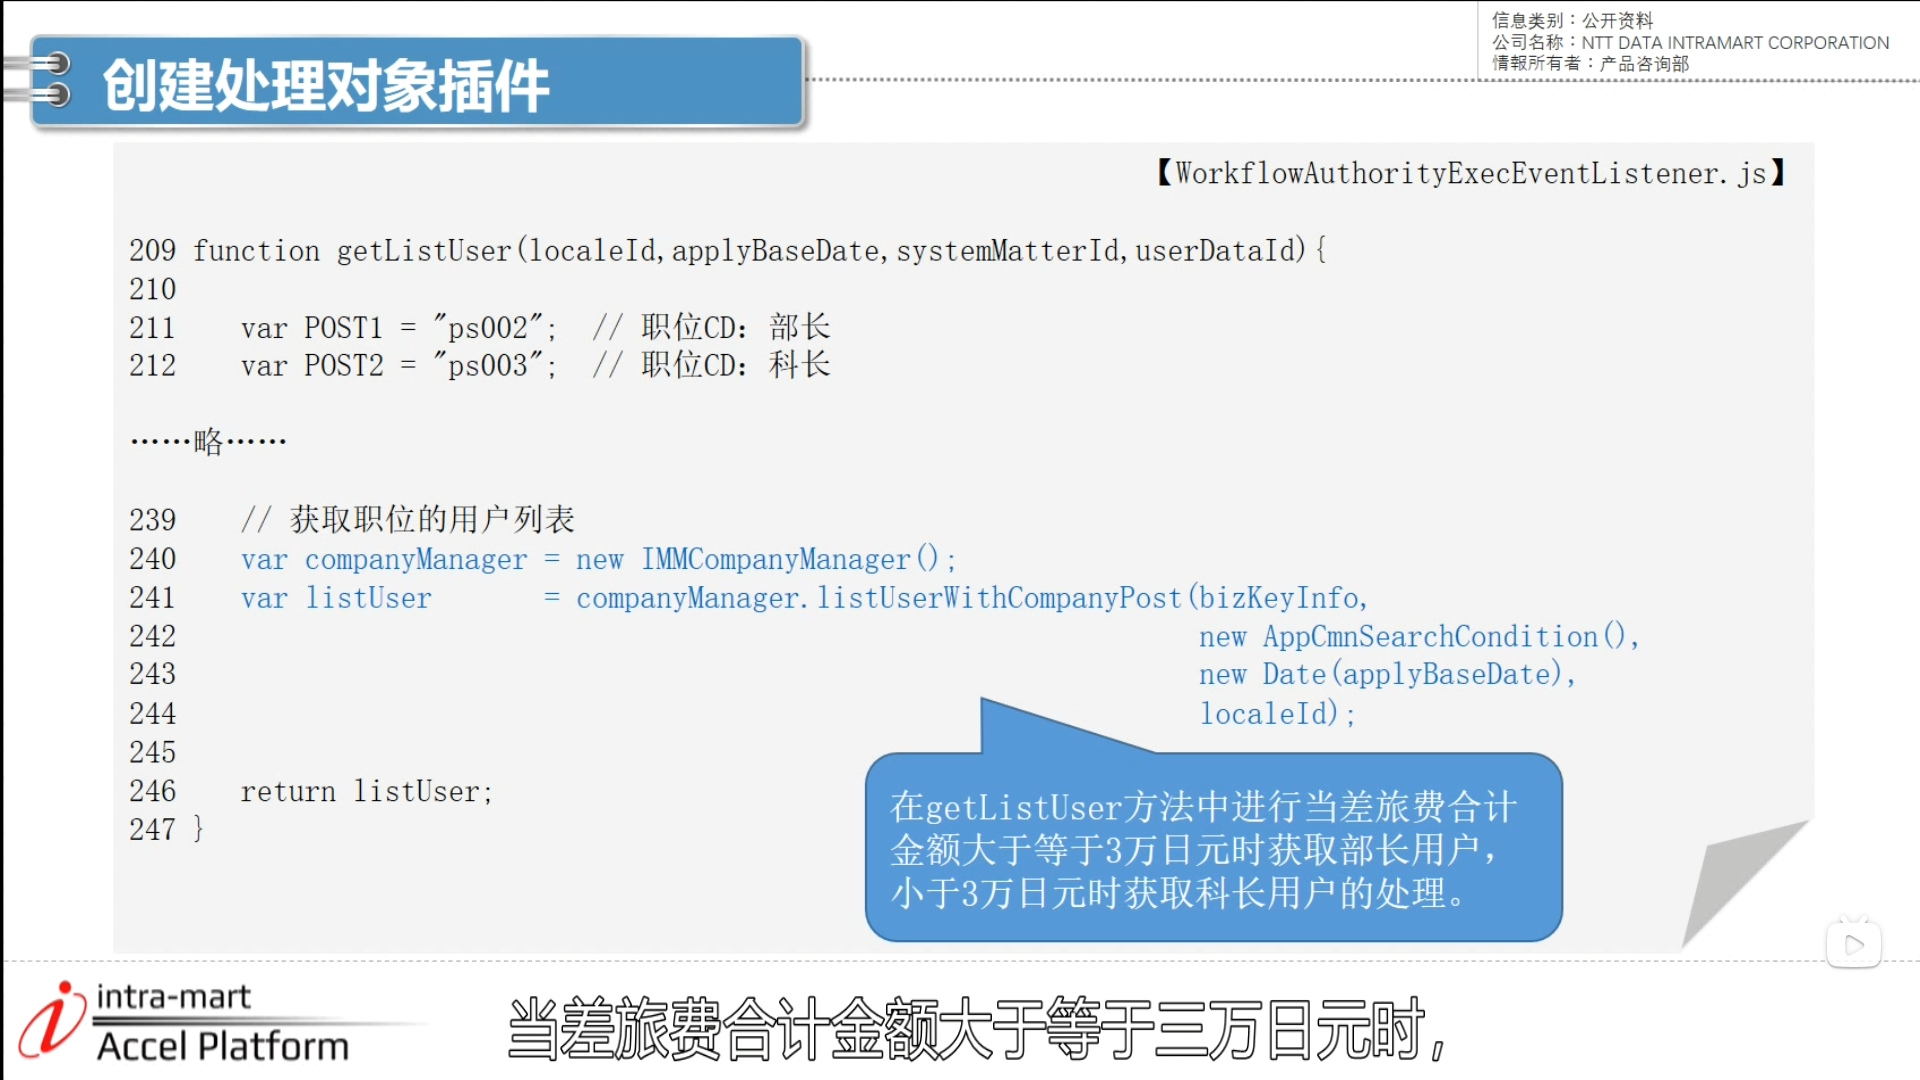 信息类别：公开资料
公司名称：NTT DATA INTRAMART CORPORATION
情報所有者：产品咨询部
创建处理对象插件
【WorkflowAuthorityExecEventListener.js】
209 function getListUser(localeId,applyBaseDate,systemMatterId,userDataId){
210
211    var POST1 = "ps002";  // 职位CD：部长
212    var POST2 = "ps003";  // 职位CD：科长
……略……
239    // 获取职位的用户列表
240    var companyManager = new IMMCompanyManager();
241    var listUser       = companyManager.listUserWithCompanyPost(bizKeyInfo,
242                                                               new AppCmnSearchCondition(),
243                                                               new Date(applyBaseDate),
244                                                               localeId);
245
246    return listUser;
247 }
在getListUser方法中进行当差旅费合计
金额大于等于3万日元时获取部长用户，
小于3万日元时获取科长用户的处理。
intra-mart
Accel Platform
当差旅费合计金额大于等于三万日元时，